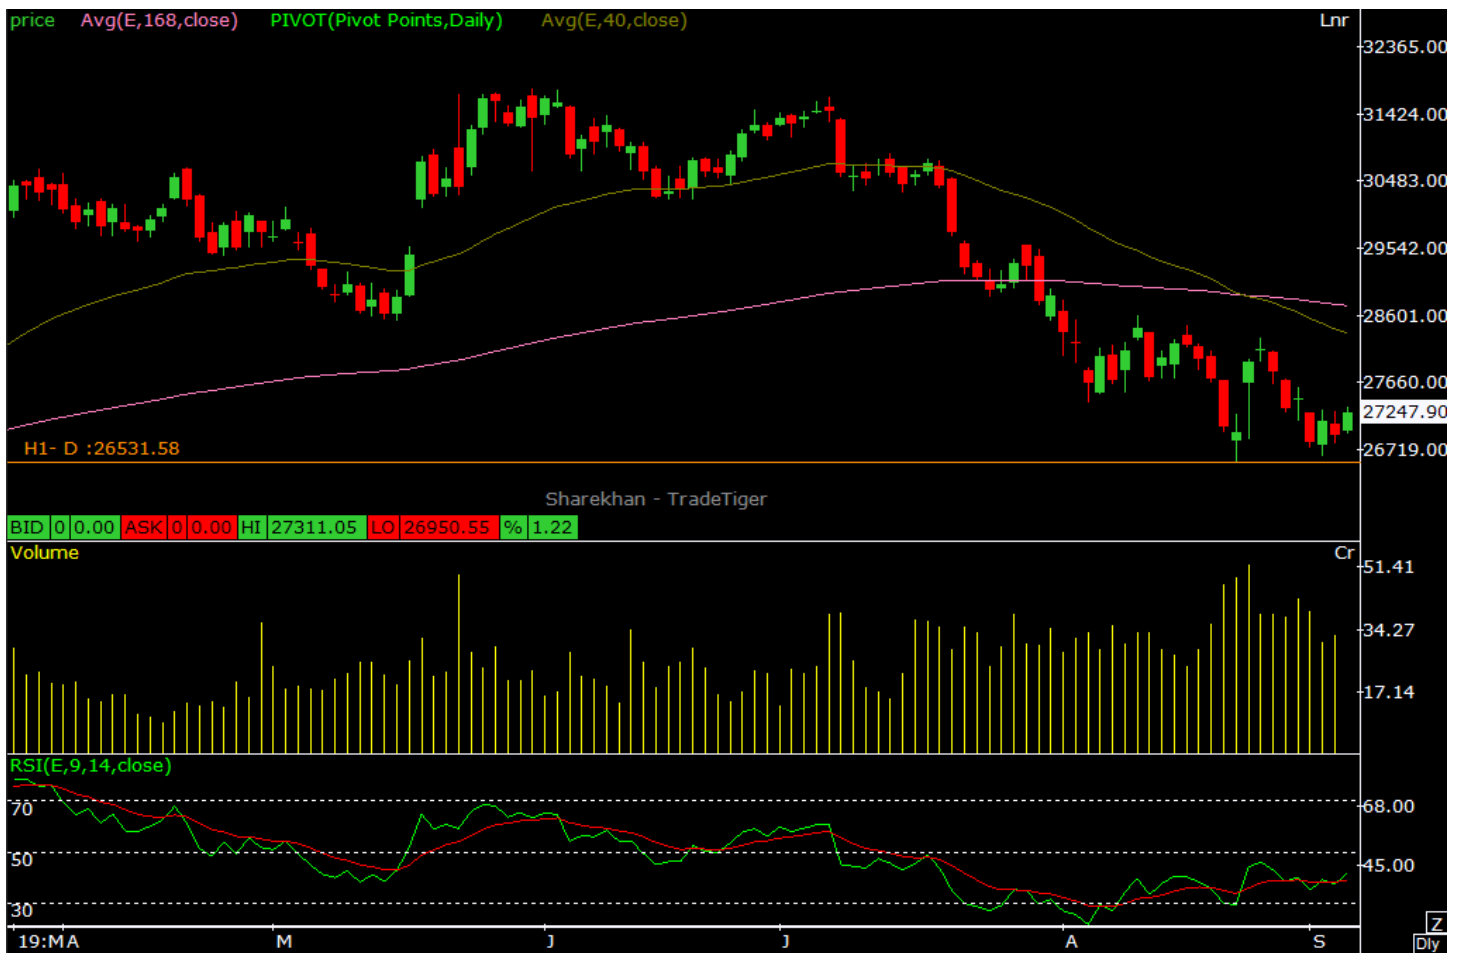 price Avg(E,168,close) PIVOT(Pivot Points,Daily) Avg(E,40,close) Lnr
32365.00
31424.00
30483.00
29542.00
28601.00
27660.00
27247.90
26719.00
H1- D :26531.58
Sharekhan - TradeTiger
BID 0 0.00 ASK 0 0.00 HI 27311.05 LO 26950.55 % 1.22
Volume Cr
51.41
34.27
17.14
RSI(E,9,14,close)
70 68.00
50 45.00
30
19:MA M J J A S Z
Dly